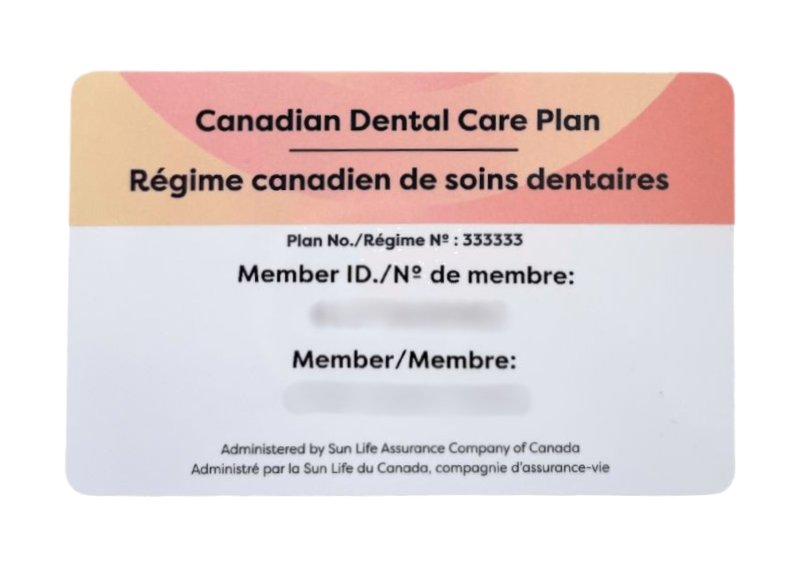 Canadian Dental Care Plan
Régime canadien de soins dentaires
Plan No./Régime Nº : 333333
Member ID./Nº de membre:
Member/Membre:
Administered by Sun Life Assurance Company of Canada
Administré par la Sun Life du Canada, compagnie d'assurance-vie